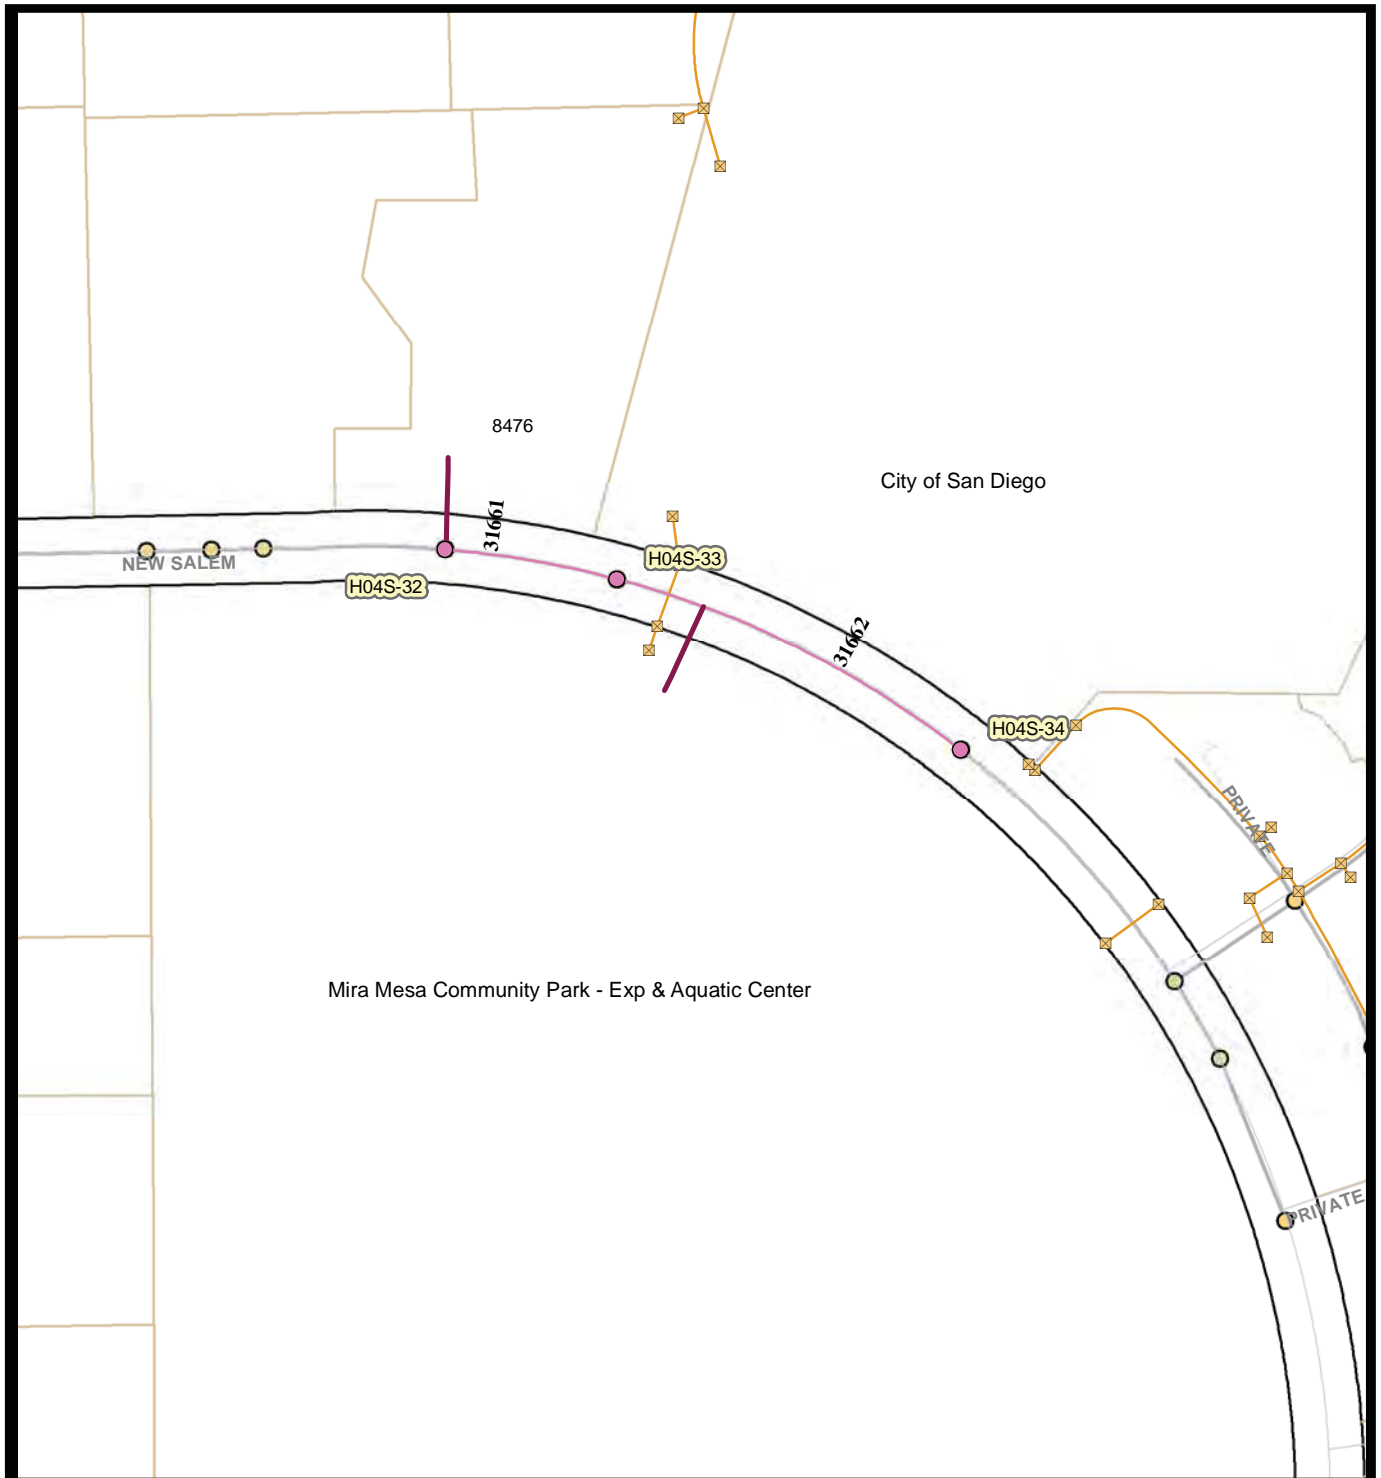 8476
City of San Diego
31661
H04S-33
NEW SALEM
H04S-32
31662
H04S-34
PRIVATE
Mira Mesa Community Park - Exp & Aquatic Center
PRIVATE